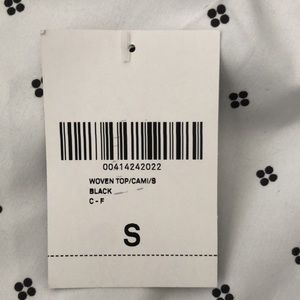 00414242022
WOVEN TOP/CAMI/S
BLACK
C - F
S